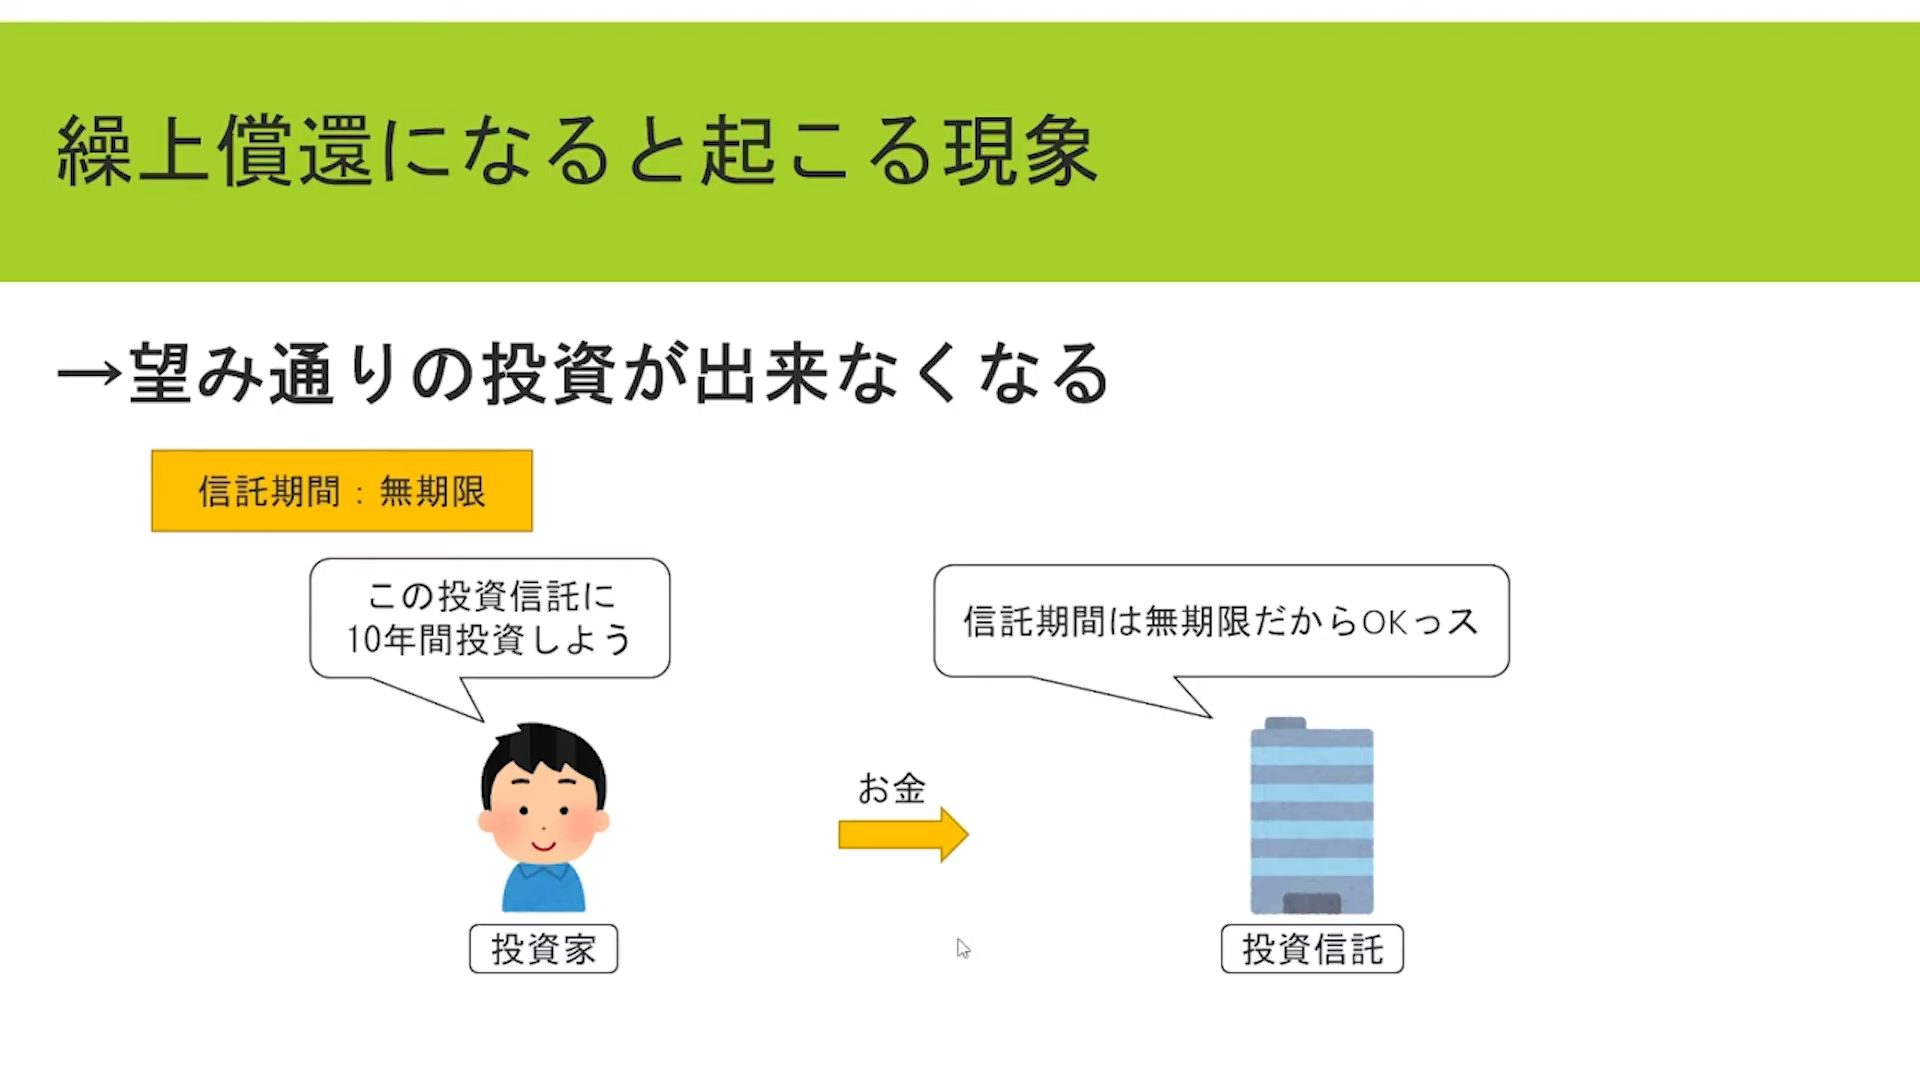 繰上償還になると起こる現象
→望み通りの投資が出来なくなる
信託期間：無期限
この投資信託に
10年間投資しよう
信託期間は無期限だからOKっス
お金
投資家
投資信託